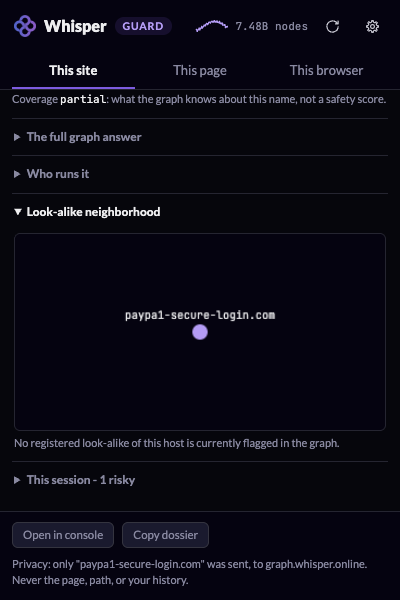 Whisper GUARD 7.48B nodes
This site This page This browser
Coverage partial: what the graph knows about this name, not a safety score.
The full graph answer
Who runs it
Look-alike neighborhood
paypa1-secure-login.com
No registered look-alike of this host is currently flagged in the graph.
This session - 1 risky
Open in console Copy dossier
Privacy: only "paypa1-secure-login.com" was sent, to graph.whisper.online.
Never the page, path, or your history.